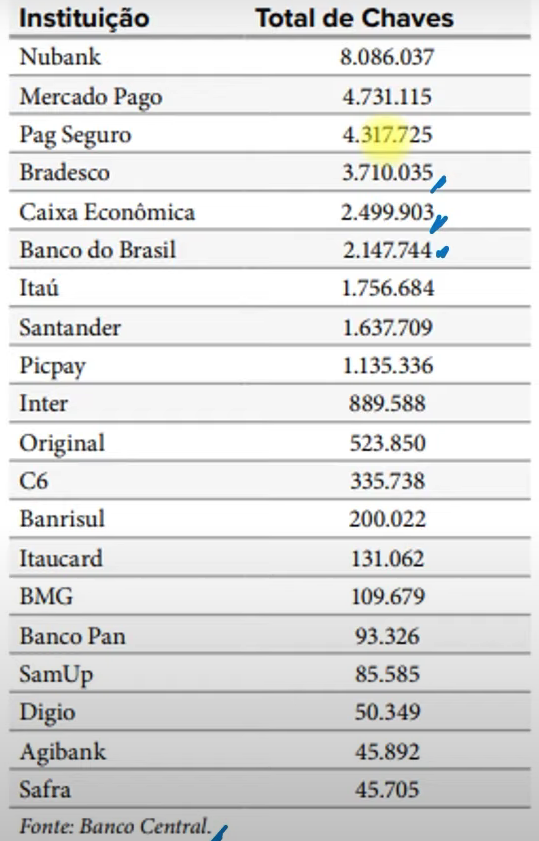 Instituição Total de Chaves
Nubank 8.086.037
Mercado Pago 4.731.115
Pag Seguro 4.317.725
Bradesco 3.710.035
Caixa Econômica 2.499.903
Banco do Brasil 2.147.744
Itaú 1.756.684
Santander 1.637.709
Picpay 1.135.336
Inter 889.588
Original 523.850
C6 335.738
Banrisul 200.022
Itaucard 131.062
BMG 109.679
Banco Pan 93.326
SamUp 85.585
Digio 50.349
Agibank 45.892
Safra 45.705
Fonte: Banco Central.